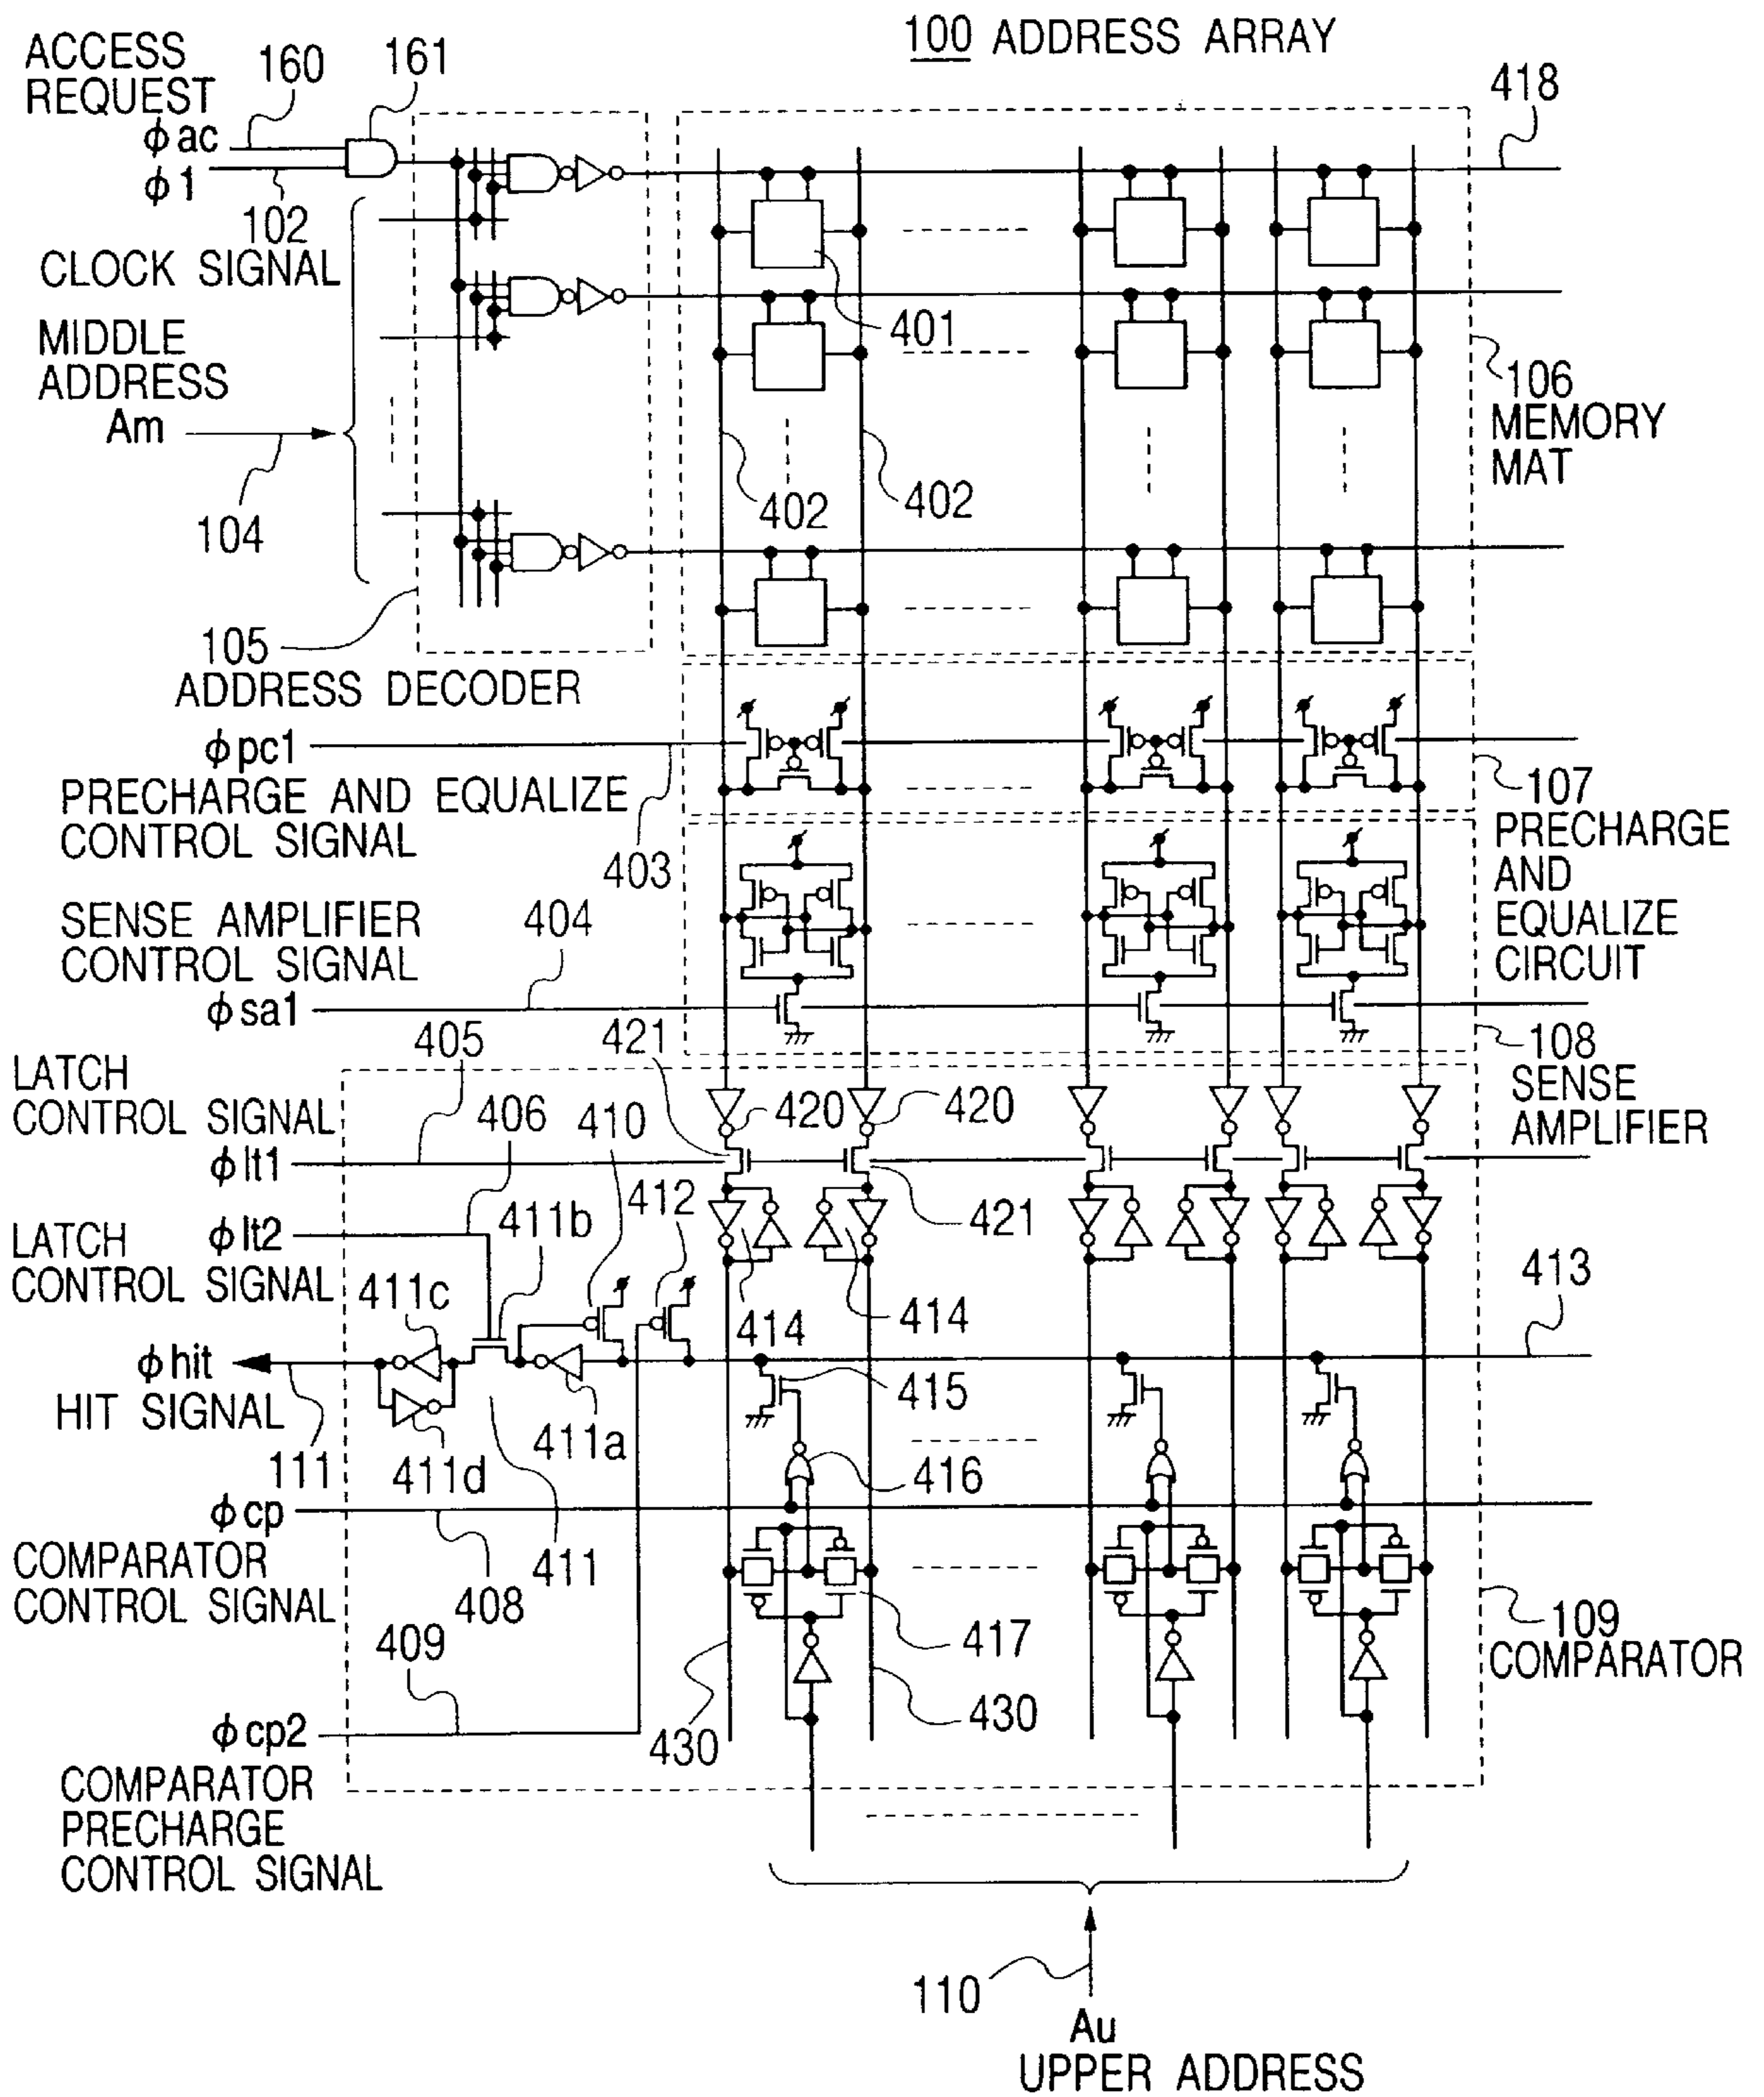 100 ADDRESS ARRAY
ACCESS
REQUEST
160
161
418
ϕac
ϕ1
102
CLOCK SIGNAL
401
MIDDLE
ADDRESS
Am
104
106
MEMORY
MAT
402
402
105
ADDRESS DECODER
ϕpc1
PRECHARGE AND EQUALIZE
CONTROL SIGNAL
403
107
PRECHARGE
AND
EQUALIZE
CIRCUIT
SENSE AMPLIFIER
CONTROL SIGNAL
404
ϕsa1
108
SENSE
AMPLIFIER
405
421
LATCH
CONTROL SIGNAL
406
410
420
420
ϕlt1
412
421
ϕlt2
411b
LATCH
CONTROL SIGNAL
411c
414
414
413
ϕhit
HIT SIGNAL
415
111
411d
411a
416
ϕcp
COMPARATOR
CONTROL SIGNAL
408
411
409
417
109
COMPARATOR
ϕcp2
430
430
COMPARATOR
PRECHARGE
CONTROL SIGNAL
110
Au
UPPER ADDRESS